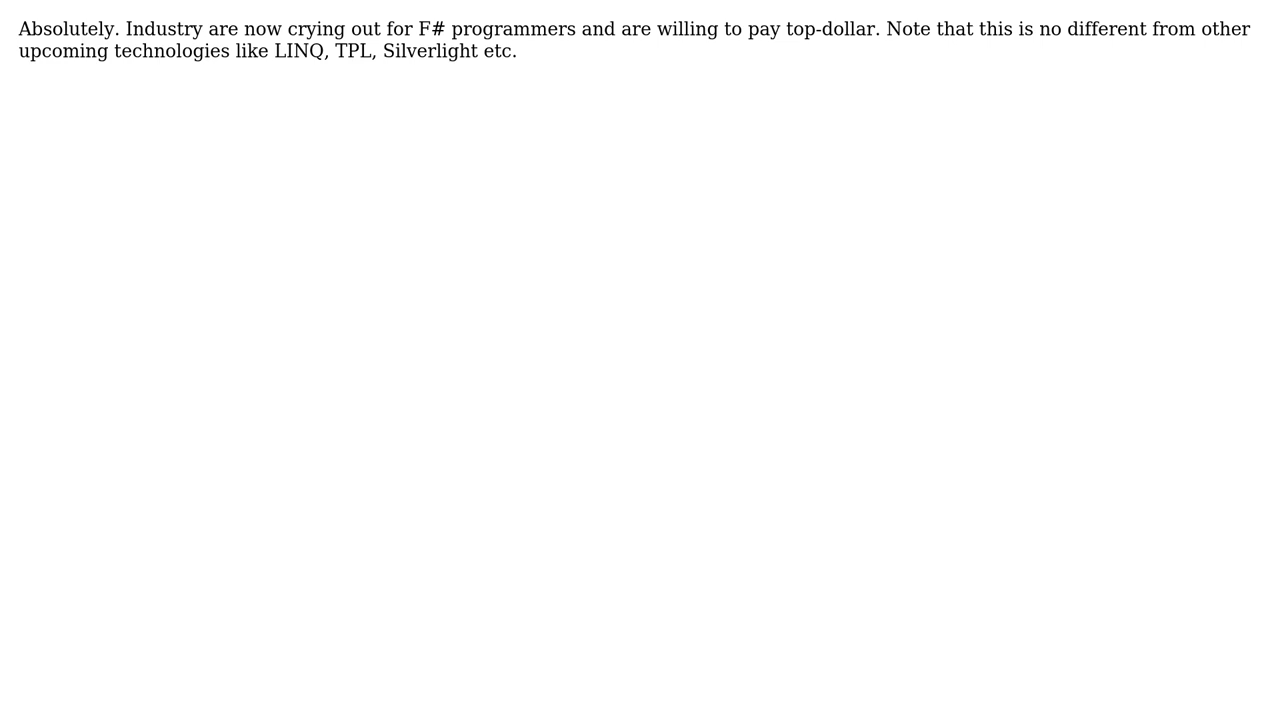 Absolutely. Industry are now crying out for F# programmers and are willing to pay top-dollar. Note that this is no different from other
upcoming technologies like LINQ, TPL, Silverlight etc.